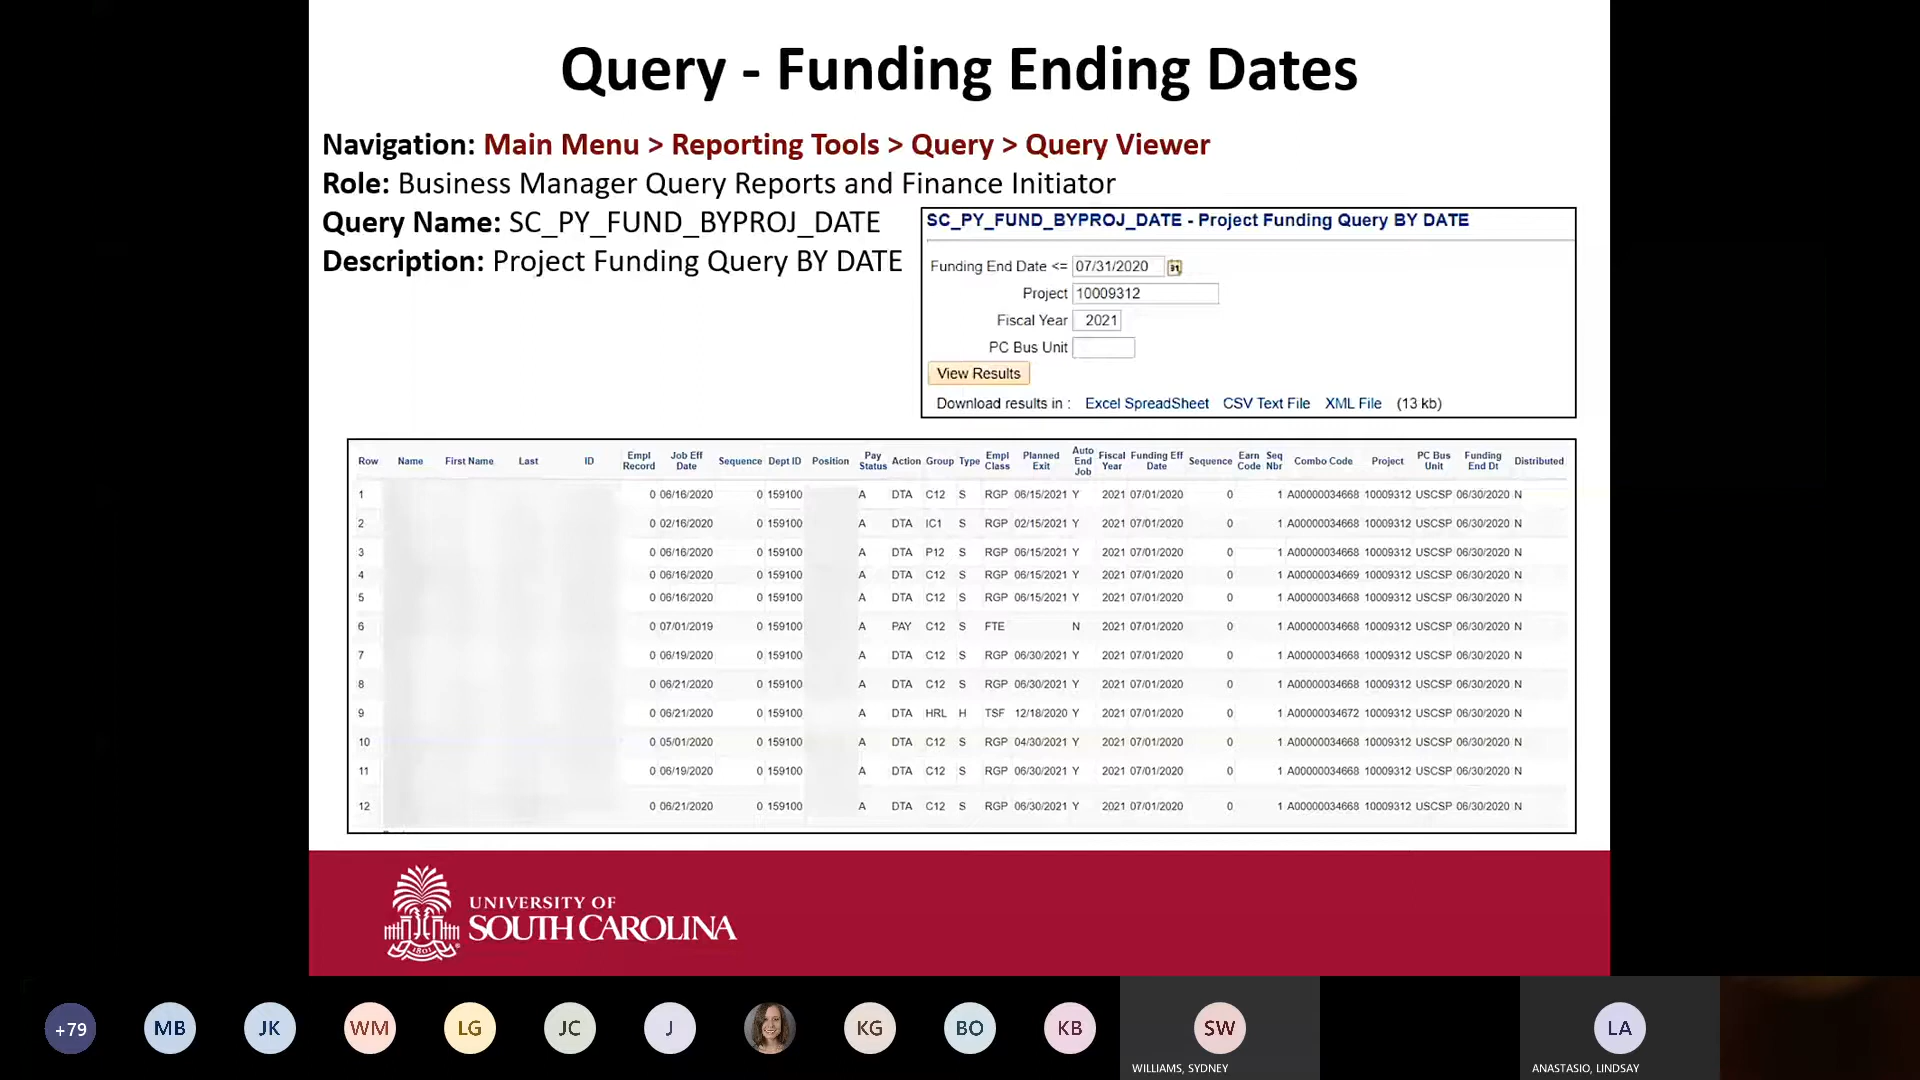 Query - Funding Ending Dates
Navigation: Main Menu > Reporting Tools > Query > Query Viewer
Role: Business Manager Query Reports and Finance Initiator
Query Name: SC_PY_FUND_BYPROJ_DATE
Description: Project Funding Query BY DATE
SC_PY_FUND_BYPROJ_DATE - Project Funding Query BY DATE
Funding End Date <= 07/31/2020
Project 10009312
Fiscal Year 2021
PC Bus Unit
View Results
Download results in : Excel SpreadSheet CSV Text File XML File (13 kb)
Row Name First Name Last ID Empl Record Job Eff Date Sequence Dept ID Position Pay Status Action Group Type Empl Class Planned Exit Auto End Job Fiscal Year Funding Eff Date Sequence Earn Code Seq Nbr Combo Code Project PC Bus Unit Funding End Dt Distributed
1 0 06/16/2020 0 159100 A DTA C12 S RGP 06/15/2021 Y 2021 07/01/2020 0 1 A00000034668 10009312 USCSP 06/30/2020 N
2 0 02/16/2020 0 159100 A DTA IC1 S RGP 02/15/2021 Y 2021 07/01/2020 0 1 A00000034668 10009312 USCSP 06/30/2020 N
3 0 06/16/2020 0 159100 A DTA P12 S RGP 06/15/2021 Y 2021 07/01/2020 0 1 A00000034668 10009312 USCSP 06/30/2020 N
4 0 06/16/2020 0 159100 A DTA C12 S RGP 06/15/2021 Y 2021 07/01/2020 0 1 A00000034669 10009312 USCSP 06/30/2020 N
5 0 06/16/2020 0 159100 A DTA C12 S RGP 06/15/2021 Y 2021 07/01/2020 0 1 A00000034668 10009312 USCSP 06/30/2020 N
6 0 07/01/2019 0 159100 A PAY C12 S FTE N 2021 07/01/2020 0 1 A00000034668 10009312 USCSP 06/30/2020 N
7 0 06/19/2020 0 159100 A DTA C12 S RGP 06/30/2021 Y 2021 07/01/2020 0 1 A00000034668 10009312 USCSP 06/30/2020 N
8 0 06/21/2020 0 159100 A DTA C12 S RGP 06/30/2021 Y 2021 07/01/2020 0 1 A00000034668 10009312 USCSP 06/30/2020 N
9 0 06/21/2020 0 159100 A DTA HRL H TSF 12/18/2020 Y 2021 07/01/2020 0 1 A00000034672 10009312 USCSP 06/30/2020 N
10 0 05/01/2020 0 159100 A DTA C12 S RGP 04/30/2021 Y 2021 07/01/2020 0 1 A00000034668 10009312 USCSP 06/30/2020 N
11 0 06/19/2020 0 159100 A DTA C12 S RGP 06/30/2021 Y 2021 07/01/2020 0 1 A00000034668 10009312 USCSP 06/30/2020 N
12 0 06/21/2020 0 159100 A DTA C12 S RGP 06/30/2021 Y 2021 07/01/2020 0 1 A00000034668 10009312 USCSP 06/30/2020 N
UNIVERSITY OF
SOUTH CAROLINA
1801
+79 MB JK WM LG JC J KG BO KB SW LA
WILLIAMS, SYDNEY ANASTASIO, LINDSAY